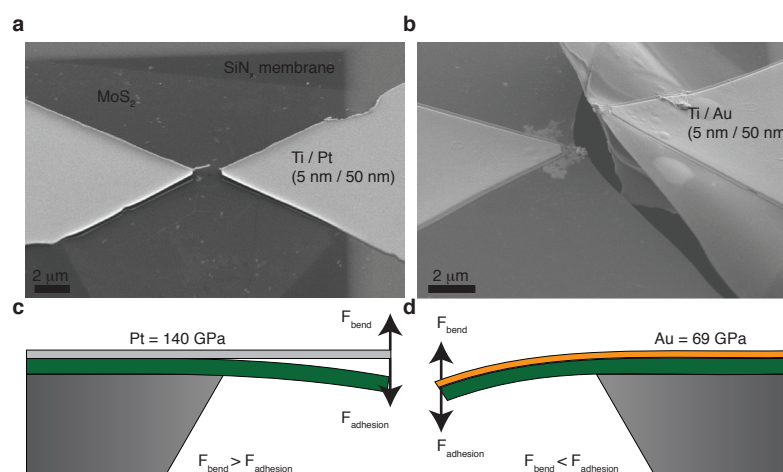 a
b
SiNx membrane
MoS2
Ti / Pt
(5 nm / 50 nm)
2 μm
Ti / Au
(5 nm / 50 nm)
2 μm
c
d
Pt = 140 GPa
Fbend
Fadhesion
Fbend > Fadhesion
Fbend
Au = 69 GPa
Fadhesion
Fbend < Fadhesion